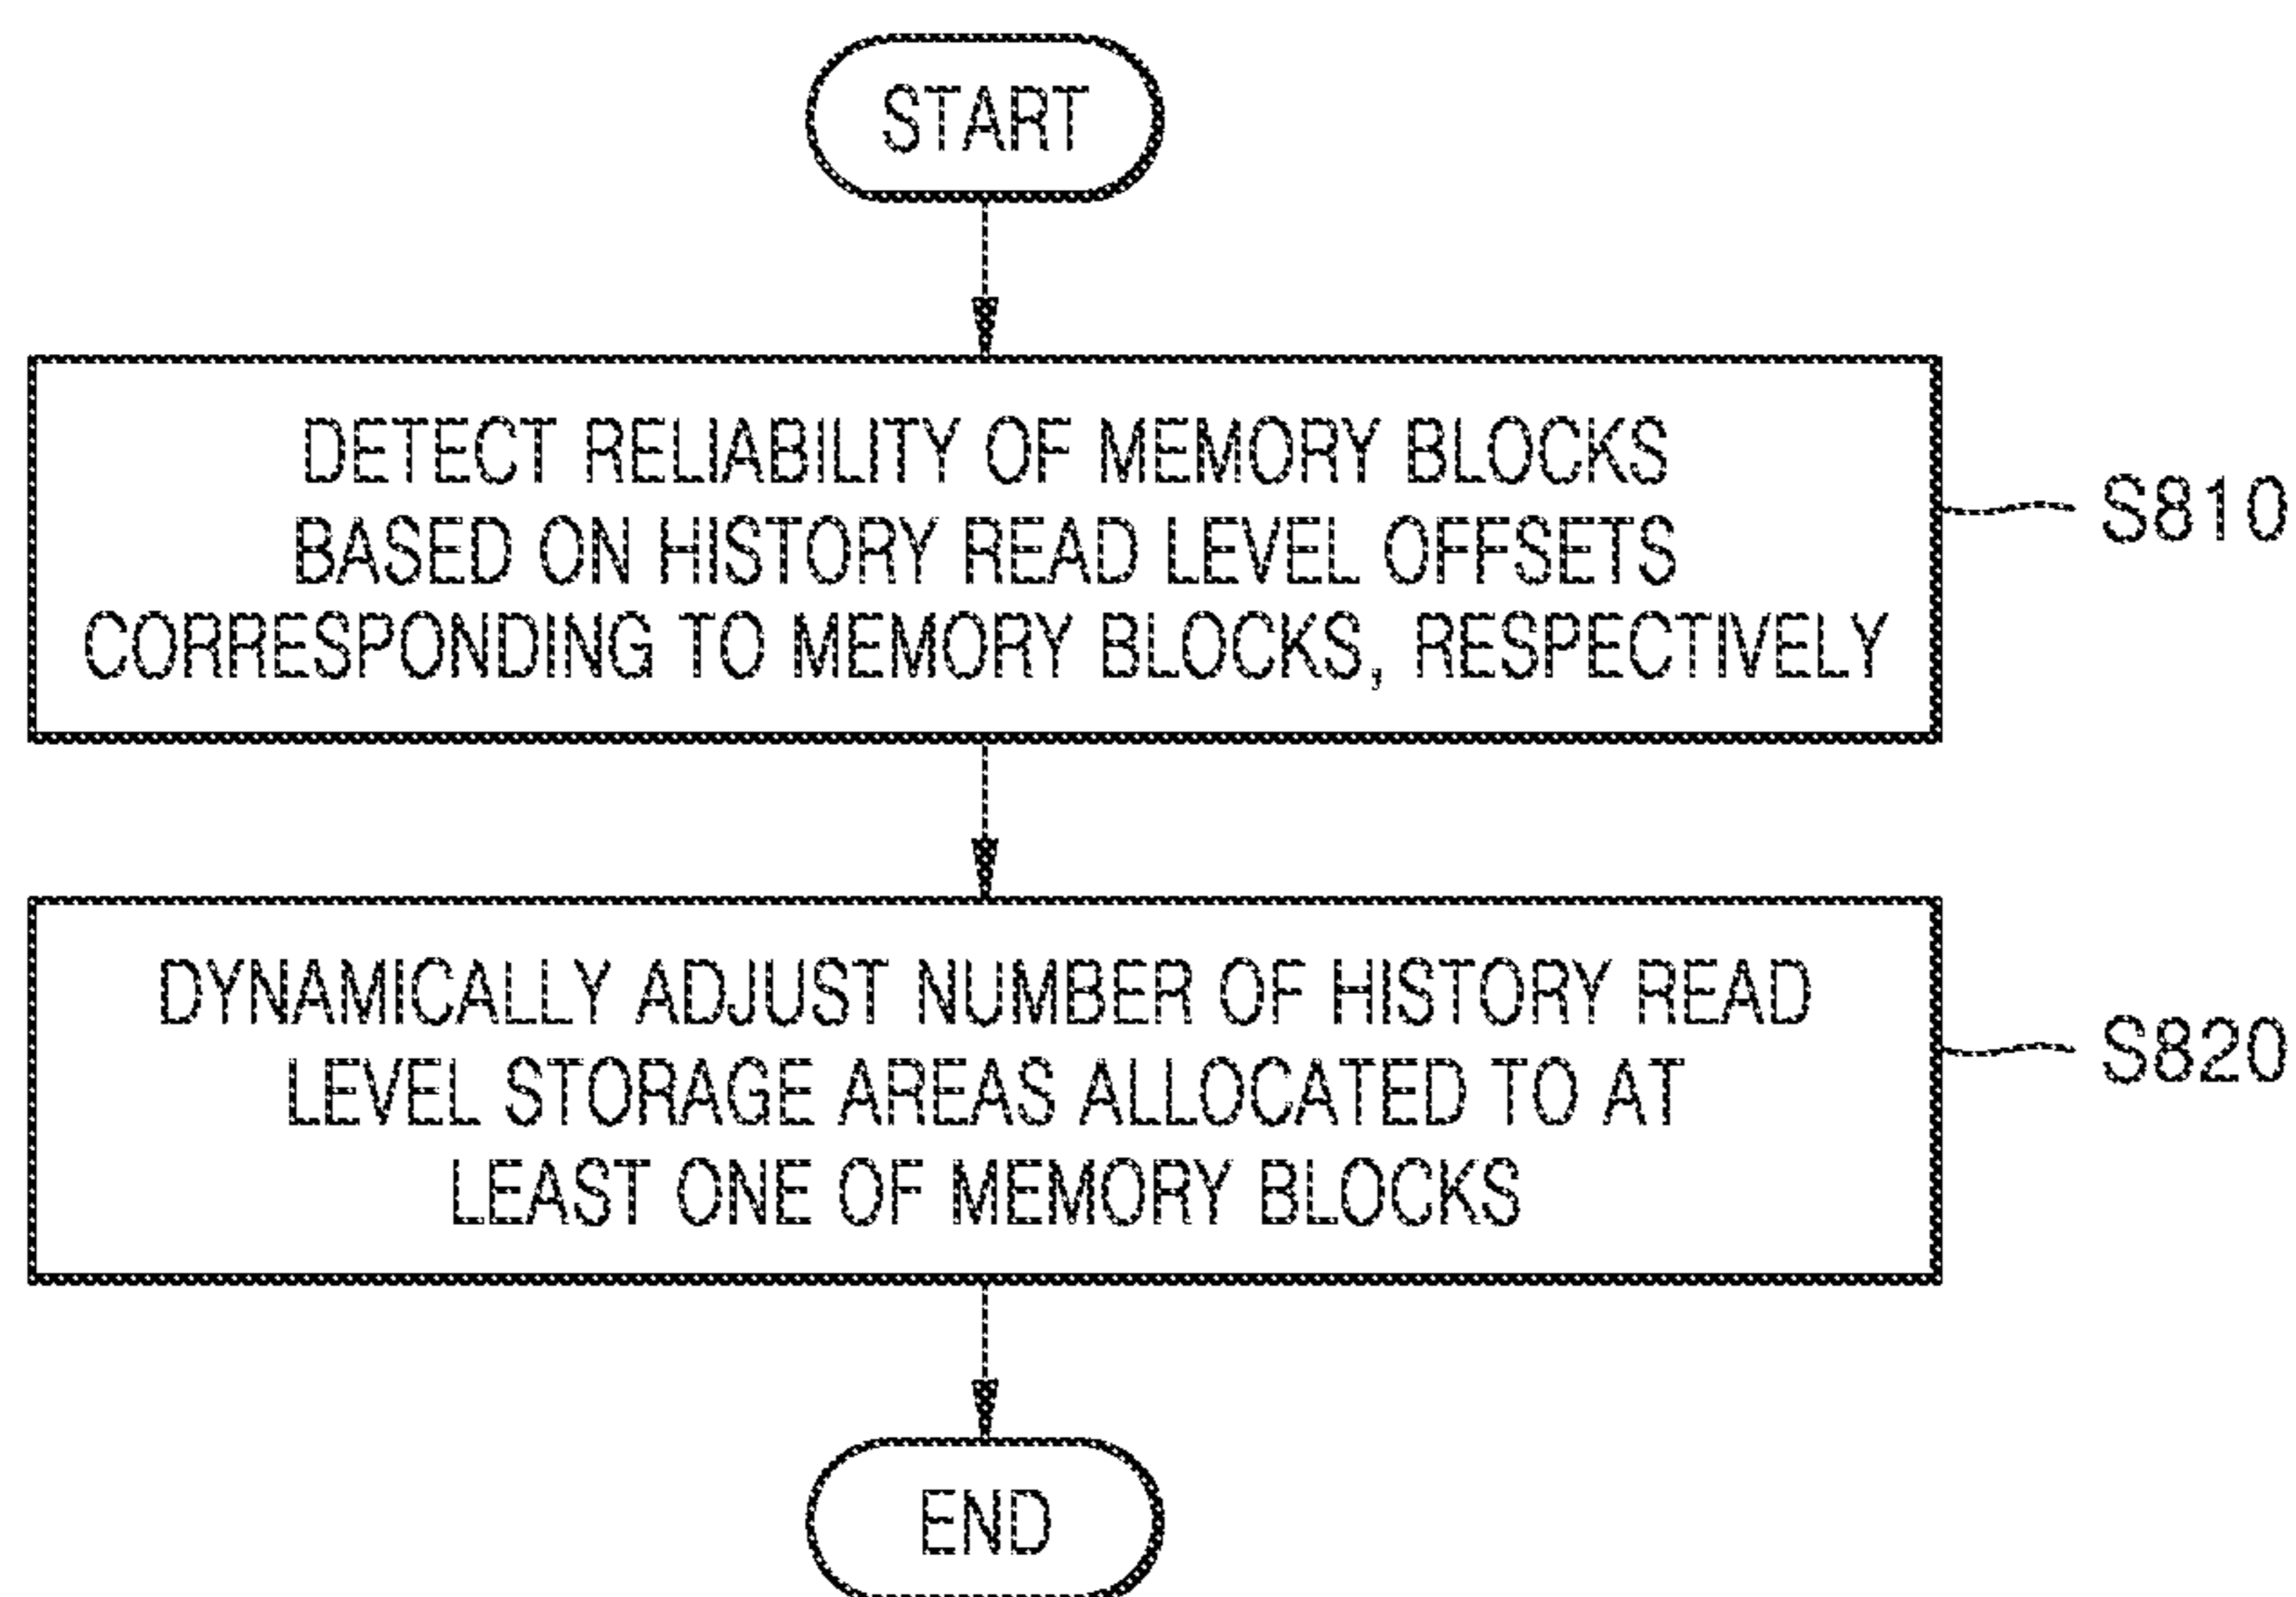 START
DETECT RELIABILITY OF MEMORY BLOCKS
BASED ON HISTORY READ LEVEL OFFSETS
CORRESPONDING TO MEMORY BLOCKS, RESPECTIVELY
S810
DYNAMICALLY ADJUST NUMBER OF HISTORY READ
LEVEL STORAGE AREAS ALLOCATED TO AT
LEAST ONE OF MEMORY BLOCKS
S820
END